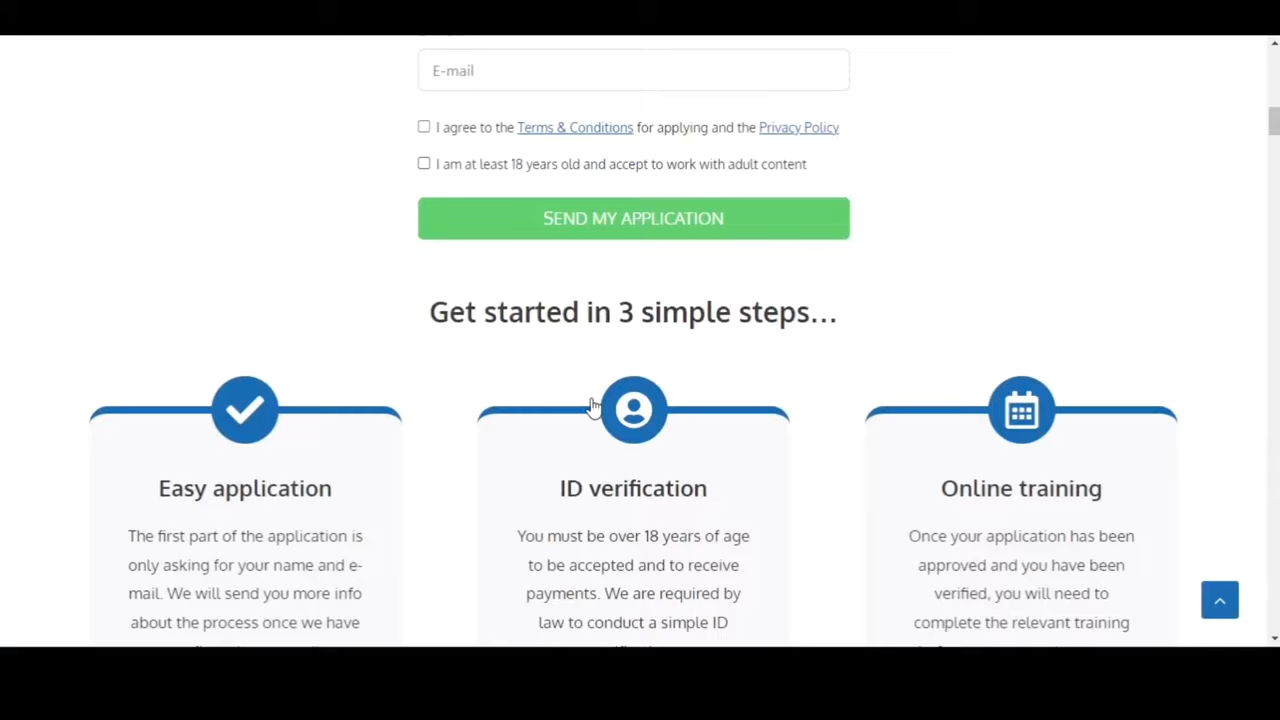 E-mail
I agree to the Terms & Conditions for applying and the Privacy Policy
I am at least 18 years old and accept to work with adult content
SEND MY APPLICATION
Get started in 3 simple steps...
Easy application
The first part of the application is
only asking for your name and e-
mail. We will send you more info
about the process once we have
ID verification
You must be over 18 years of age
to be accepted and to receive
payments. We are required by
law to conduct a simple ID
Online training
Once your application has been
approved and you have been
verified, you will need to
complete the relevant training